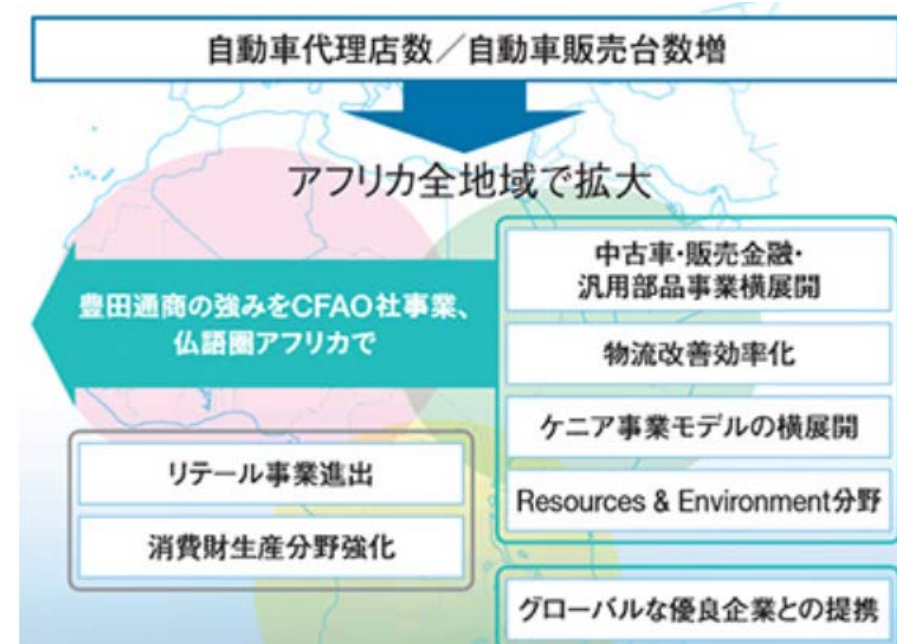 自動車代理店数／自動車販売台数増
アフリカ全地域で拡大
豊田通商の強みをCFAO社事業、
仏語圏アフリカで
中古車・販売金融・
汎用部品事業横展開
物流改善効率化
ケニア事業モデルの横展開
Resources & Environment分野
リテール事業進出
消費財生産分野強化
グローバルな優良企業との提携